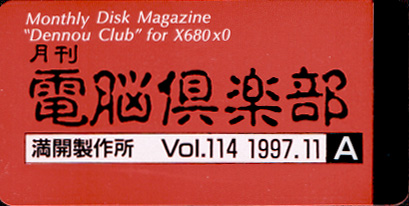 Monthly Disk Magazine
"Dennou Club" for X680x0
月刊
電脳倶楽部
満開製作所 Vol.114 1997.11 A